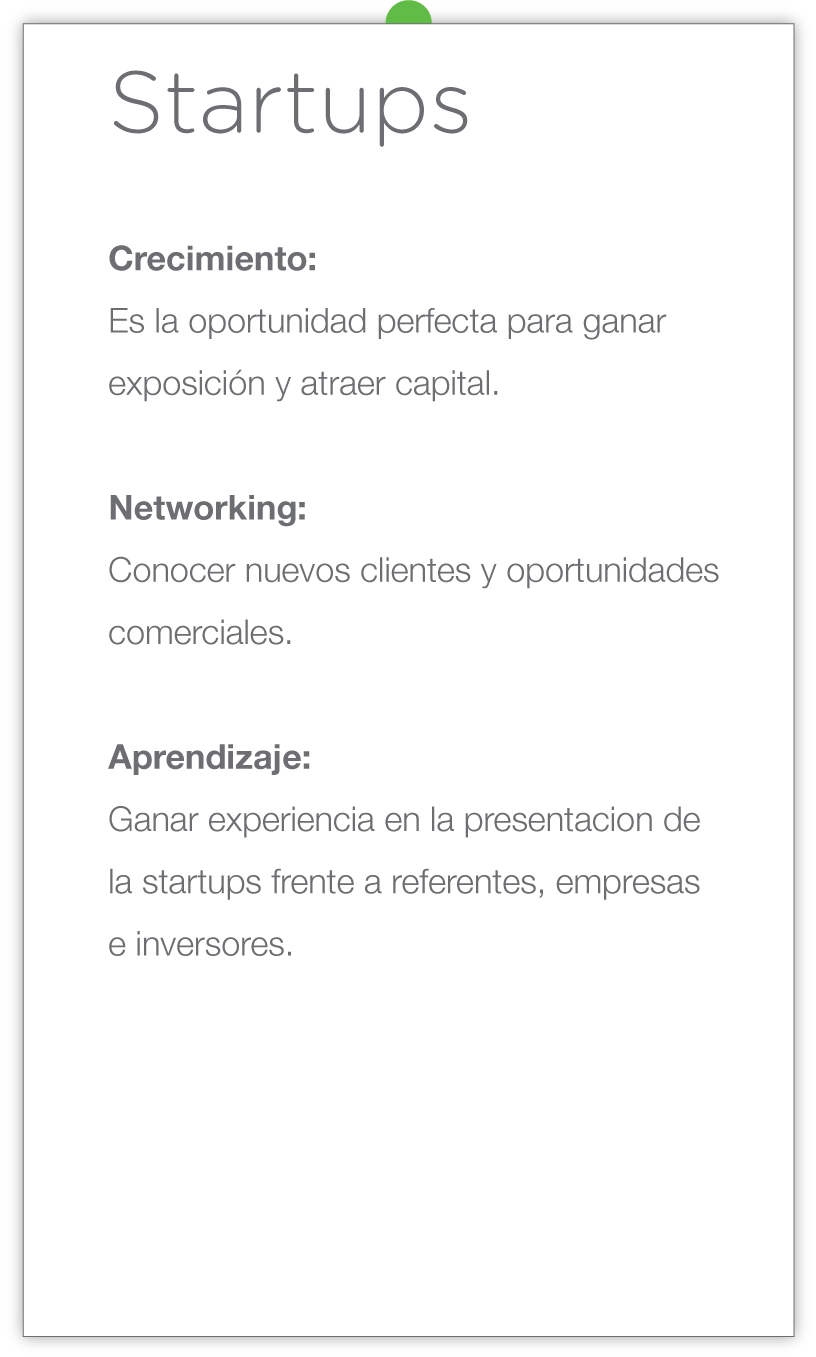 Startups
Crecimiento:
Es la oportunidad perfecta para ganar
exposición y atraer capital.
Networking:
Conocer nuevos clientes y oportunidades
comerciales.
Aprendizaje:
Ganar experiencia en la presentacion de
la startups frente a referentes, empresas
e inversores.